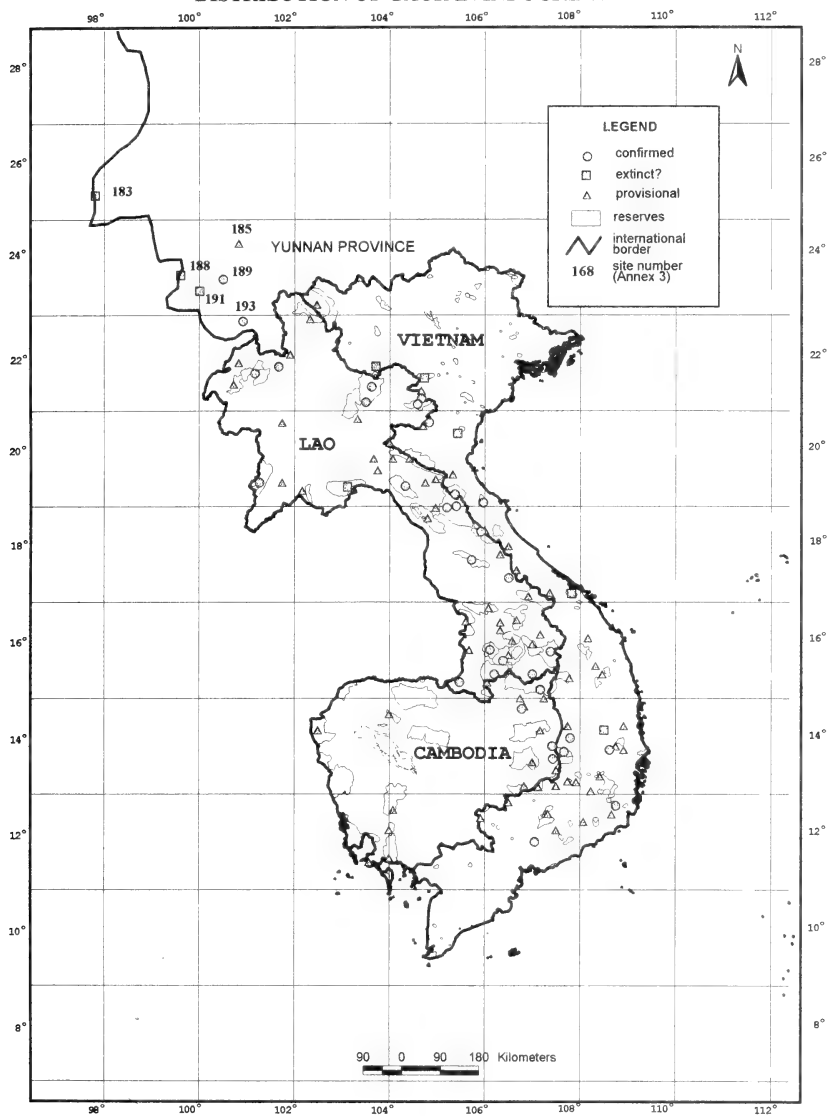 98° 100° 102° 104° 106° 108° 110° 112°
N
28° 28°
LEGEND
confirmed
extinct?
provisional
reserves
international
border
168 site number
(Annex 3)
26° 26°
183
185
YUNNAN PROVINCE
24° 24°
188 189
191 193
VIETNAM
22° 22°
LAO
20° 20°
18° 18°
16° 16°
14° 14°
CAMBODIA
12° 12°
10° 10°
8° 8°
90 0 90 180 Kilometers
98° 100° 102° 104° 106° 108° 110° 112°